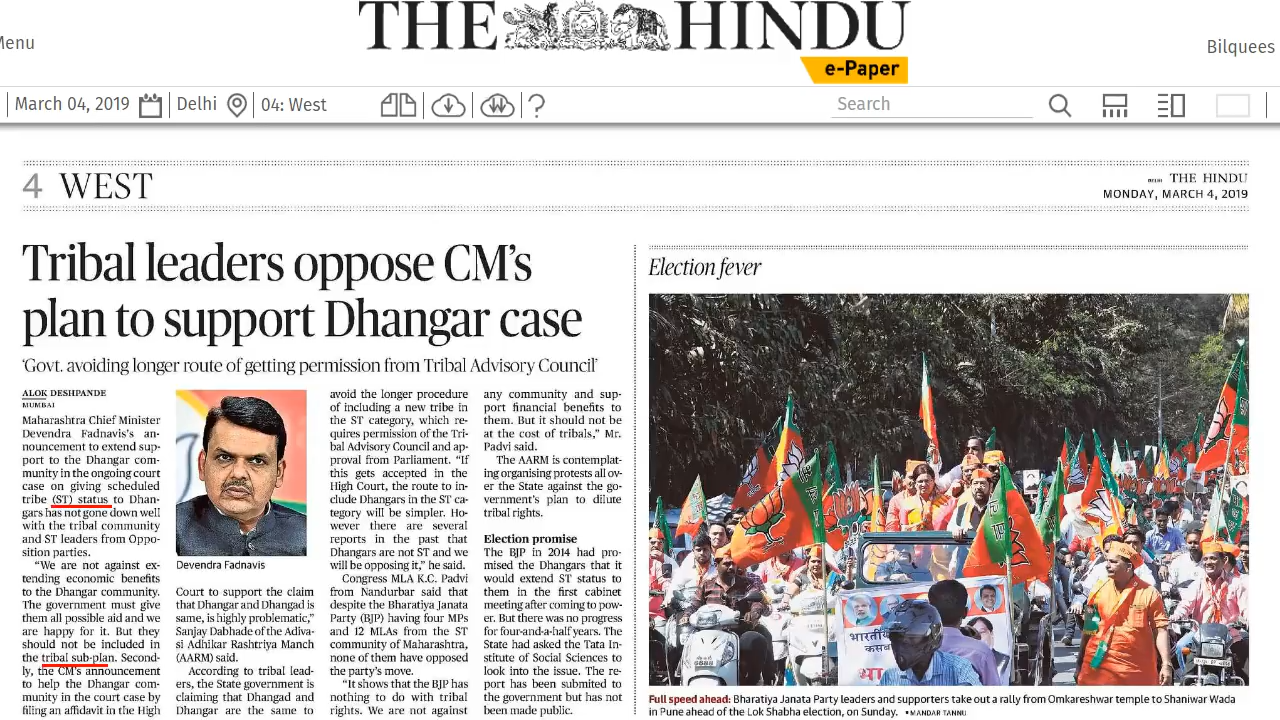 THE HINDU
e-Paper
Menu
Bilquees
March 04, 2019
Delhi
04: West
?
Search
4 WEST
DELHI THE HINDU
MONDAY, MARCH 4, 2019
Tribal leaders oppose CM’s
plan to support Dhangar case
‘Govt. avoiding longer route of getting permission from Tribal Advisory Council’
ALOK DESHPANDE
MUMBAI
Maharashtra Chief Minister
Devendra Fadnavis’s an-
nouncement to extend sup-
port to the Dhangar com-
munity in the ongoing court
case on giving scheduled
tribe (ST) status to Dhan-
gars has not gone down well
with the tribal community
and ST leaders from Oppo-
sition parties.
“We are not against ex-
tending economic benefits
to the Dhangar community.
The government must give
them all possible aid and we
are happy for it. But they
should not be included in
the tribal sub-plan. Second-
ly, the CM’s announcement
to help the Dhangar com-
munity in the court case by
filing an affidavit in the High
Devendra Fadnavis
Court to support the claim
that Dhangar and Dhangad is
same, is highly problematic,”
Sanjay Dabhade of the Adiva-
si Adhikar Rashtriya Manch
(AARM) said.
According to tribal lead-
ers, the State government is
claiming that Dhangad and
Dhangar are the same to
avoid the longer procedure
of including a new tribe in
the ST category, which re-
quires permission of the Tri-
bal Advisory Council and ap-
proval from Parliament. “If
this gets accepted in the
High Court, the route to in-
clude Dhangars in the ST ca-
tegory will be simpler. Ho-
wever there are several
reports in the past that
Dhangars are not ST and we
will be opposing it,” he said.
Congress MLA K.C. Padvi
from Nandurbar said that
despite the Bharatiya Janata
Party (BJP) having four MPs
and 12 MLAs from the ST
community of Maharashtra,
none of them have opposed
the party’s move.
“It shows that the BJP has
nothing to do with tribal
rights. We are not against
any community and sup-
port financial benefits to
them. But it should not be
at the cost of tribals,” Mr.
Padvi said.
The AARM is contemplat-
ing organising protests all ov-
er the State against the go-
vernment’s plan to dilute
tribal rights.
Election promise
The BJP in 2014 had pro-
mised the Dhangars that it
would extend ST status to
them in the first cabinet
meeting after coming to pow-
er. But there was no progress
for four-and-a-half years. The
State had asked the Tata In-
stitute of Social Sciences to
look into the issue. The re-
port has been submitted to
the government but has not
been made public.
Election fever
Full speed ahead: Bharatiya Janata Party leaders and supporters take out a rally from Omkareshwar temple to Shaniwar Wada
in Pune ahead of the Lok Shabha election, on Sunday. • MANDAR TANNU